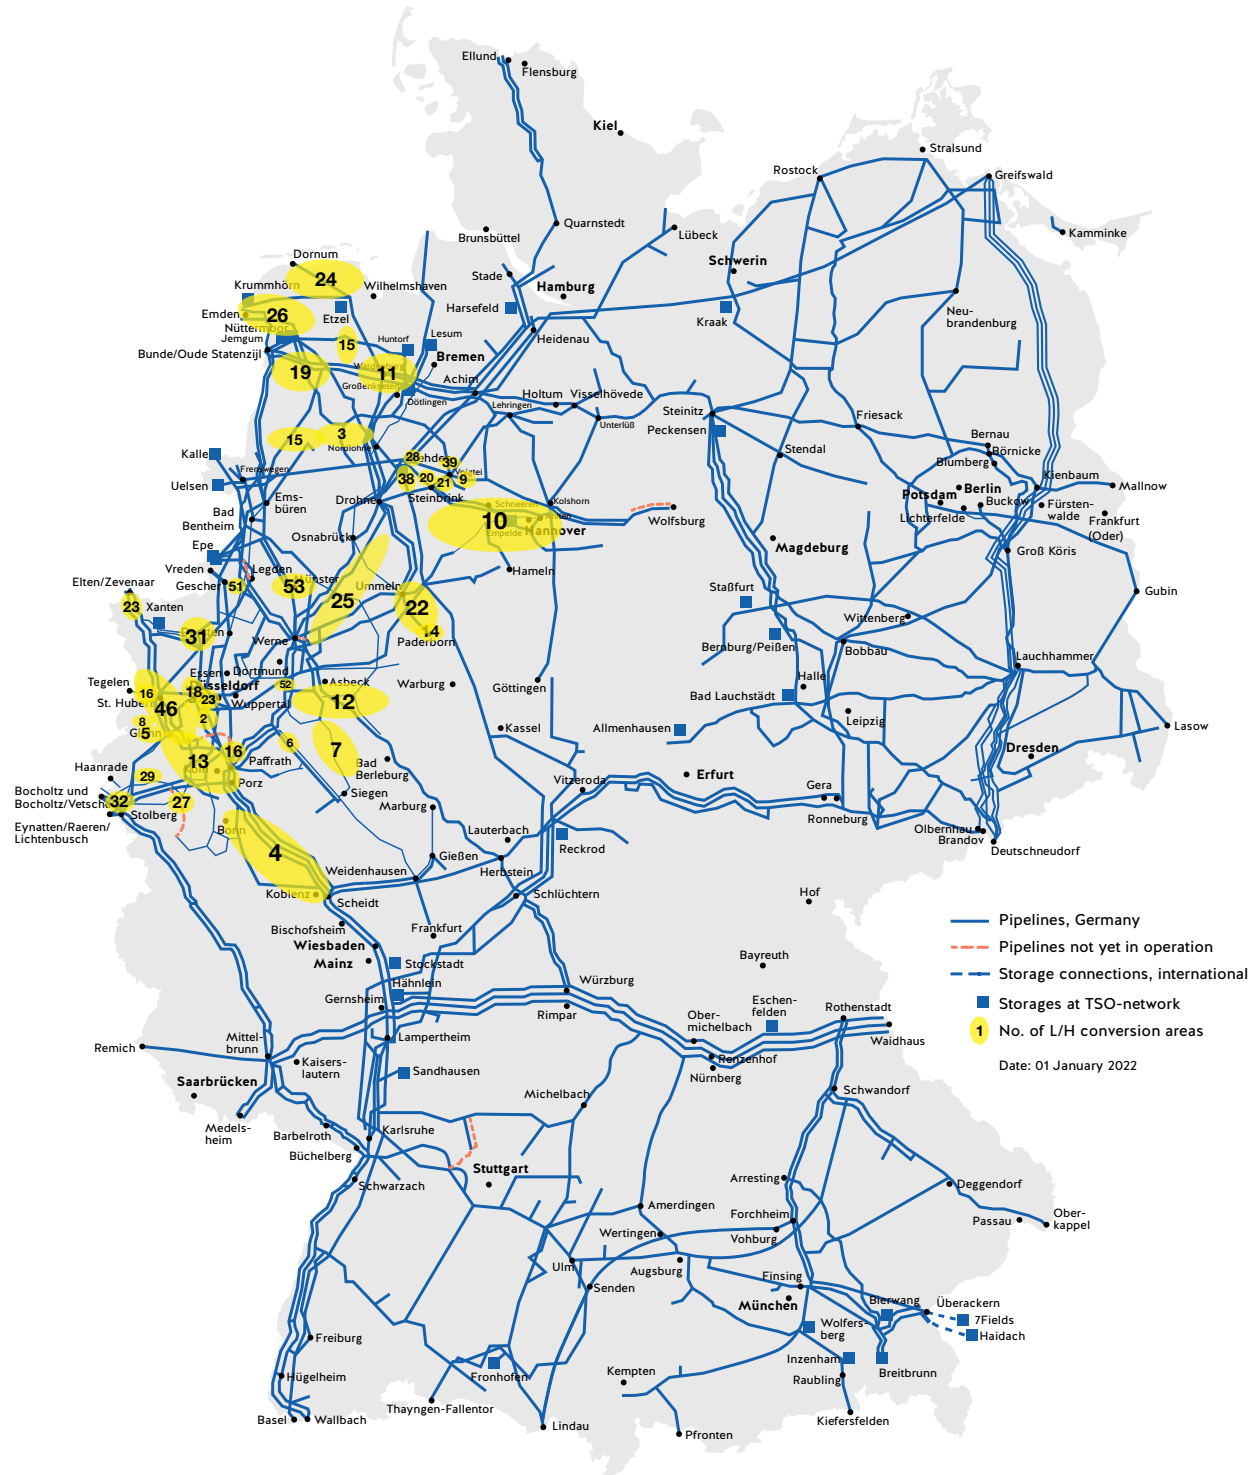 Ellund
Flensburg
Kiel
Stralsund
Rostock
Greifswald
Quarnstedt
Brunsbüttel
Lübeck
Kamminke
Dornum
24
Schwerin
Krummhörn
Wilhelmshaven
Stade
Hamburg
Emden
26
Etzel
Harsefeld
Kraak
Neu-
brandenburg
Nüttermoor
Jemgum
15
Huntorf
Lesum
Heidenau
Bunde/Oude Statenzijl
Bremen
19
11
Achim
Großenkneten
Dötlingen
Holtum
Visselhövede
Lehringen
Unterlüß
Steinitz
Peckensen
Friesack
15
3
Nordlohne
Bernau
Börnicke
Blumberg
Stendal
Kalle
Frenswegen
28
39
Voigtei
Uelsen
38
20
21
9
Steinbrink
Kienbaum
Mallnow
Ems-
büren
Drohne
Berlin
Potsdam
Buckow
Lichterfelde
Fürsten-
walde
Frankfurt
(Oder)
Schneeren
Kolshorn
10
Wolfsburg
Bad
Bentheim
Empelde
Hannover
Osnabrück
Magdeburg
Groß Köris
Epe
Vreden
Legden
Hameln
Elten/Zevenaar
Gescher
51
53
Münster
Ummeln
Staßfurt
Gubin
23
Xanten
25
22
Wittenberg
31
Werne
14
Paderborn
Bernburg/Peißen
Bobbau
Lauchhammer
Essen
Dortmund
Tegelen
16
18
Düsseldorf
52
Asbeck
Warburg
Göttingen
Halle
Bad Lauchstädt
St. Hubert
46
23
Wuppertal
12
Leipzig
8
2
Kassel
Allmenhausen
Lasow
5
6
7
Dresden
13
16
Paffrath
Bad
Berleburg
Haanrade
29
Köln
Porz
Siegen
Vitzeroda
Erfurt
Gera
Bocholtz und
Bocholtz/Vetschau
32
27
Stolberg
Marburg
Ronneburg
Eynatten/Raeren/
Lichtenbusch
Bonn
Lauterbach
Reckrod
Olbernhau
Brandov
Deutschneudorf
4
Gießen
Weidenhausen
Herbstein
Koblenz
Scheidt
Schlüchtern
Hof
Bischofsheim
Frankfurt
Wiesbaden
Mainz
Stockstadt
Bayreuth
Hähnlein
Würzburg
Gernsheim
Rimpar
Eschen-
felden
Ober-
michelbach
Rothenstadt
Waidhaus
Mittel-
brunn
Lampertheim
Remich
Kaisers-
lautern
Sandhausen
Renzenhof
Nürnberg
Saarbrücken
Michelbach
Schwandorf
Medels-
heim
Barbelroth
Karlsruhe
Büchelberg
Stuttgart
Schwarzach
Arresting
Deggendorf
Amerdingen
Forchheim
Passau
Ober-
kappel
Wertingen
Vohburg
Ulm
Augsburg
Finsing
Senden
München
Bierwang
Überackern
7Fields
Haidach
Wolfers-
berg
Freiburg
Inzenham
Breitbrunn
Raubling
Hügelheim
Fronhofen
Kempten
Thayngen-Fallentor
Kiefersfelden
Basel
Wallbach
Lindau
Pfronten
Pipelines, Germany
Pipelines not yet in operation
Storage connections, international
Storages at TSO-network
1
No. of L/H conversion areas
Date: 01 January 2022